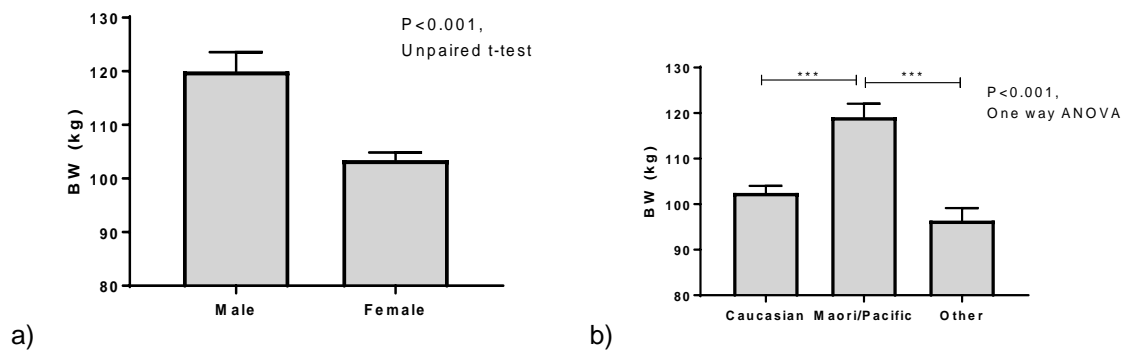 130
120
110
100
90
80
BW (kg)
P<0.001,
Unpaired t-test
Male
Female
a)
130
120
110
100
90
80
BW (kg)
***
***
P<0.001,
One way ANOVA
Caucasian
Maori/Pacific
Other
b)